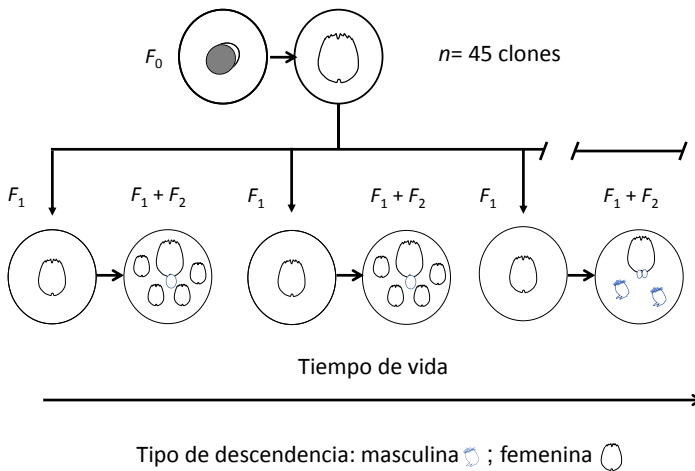 F₀
n= 45 clones
F₁
F₁ + F₂
F₁
F₁ + F₂
F₁
F₁ + F₂
Tiempo de vida
Tipo de descendencia: masculina ; femenina